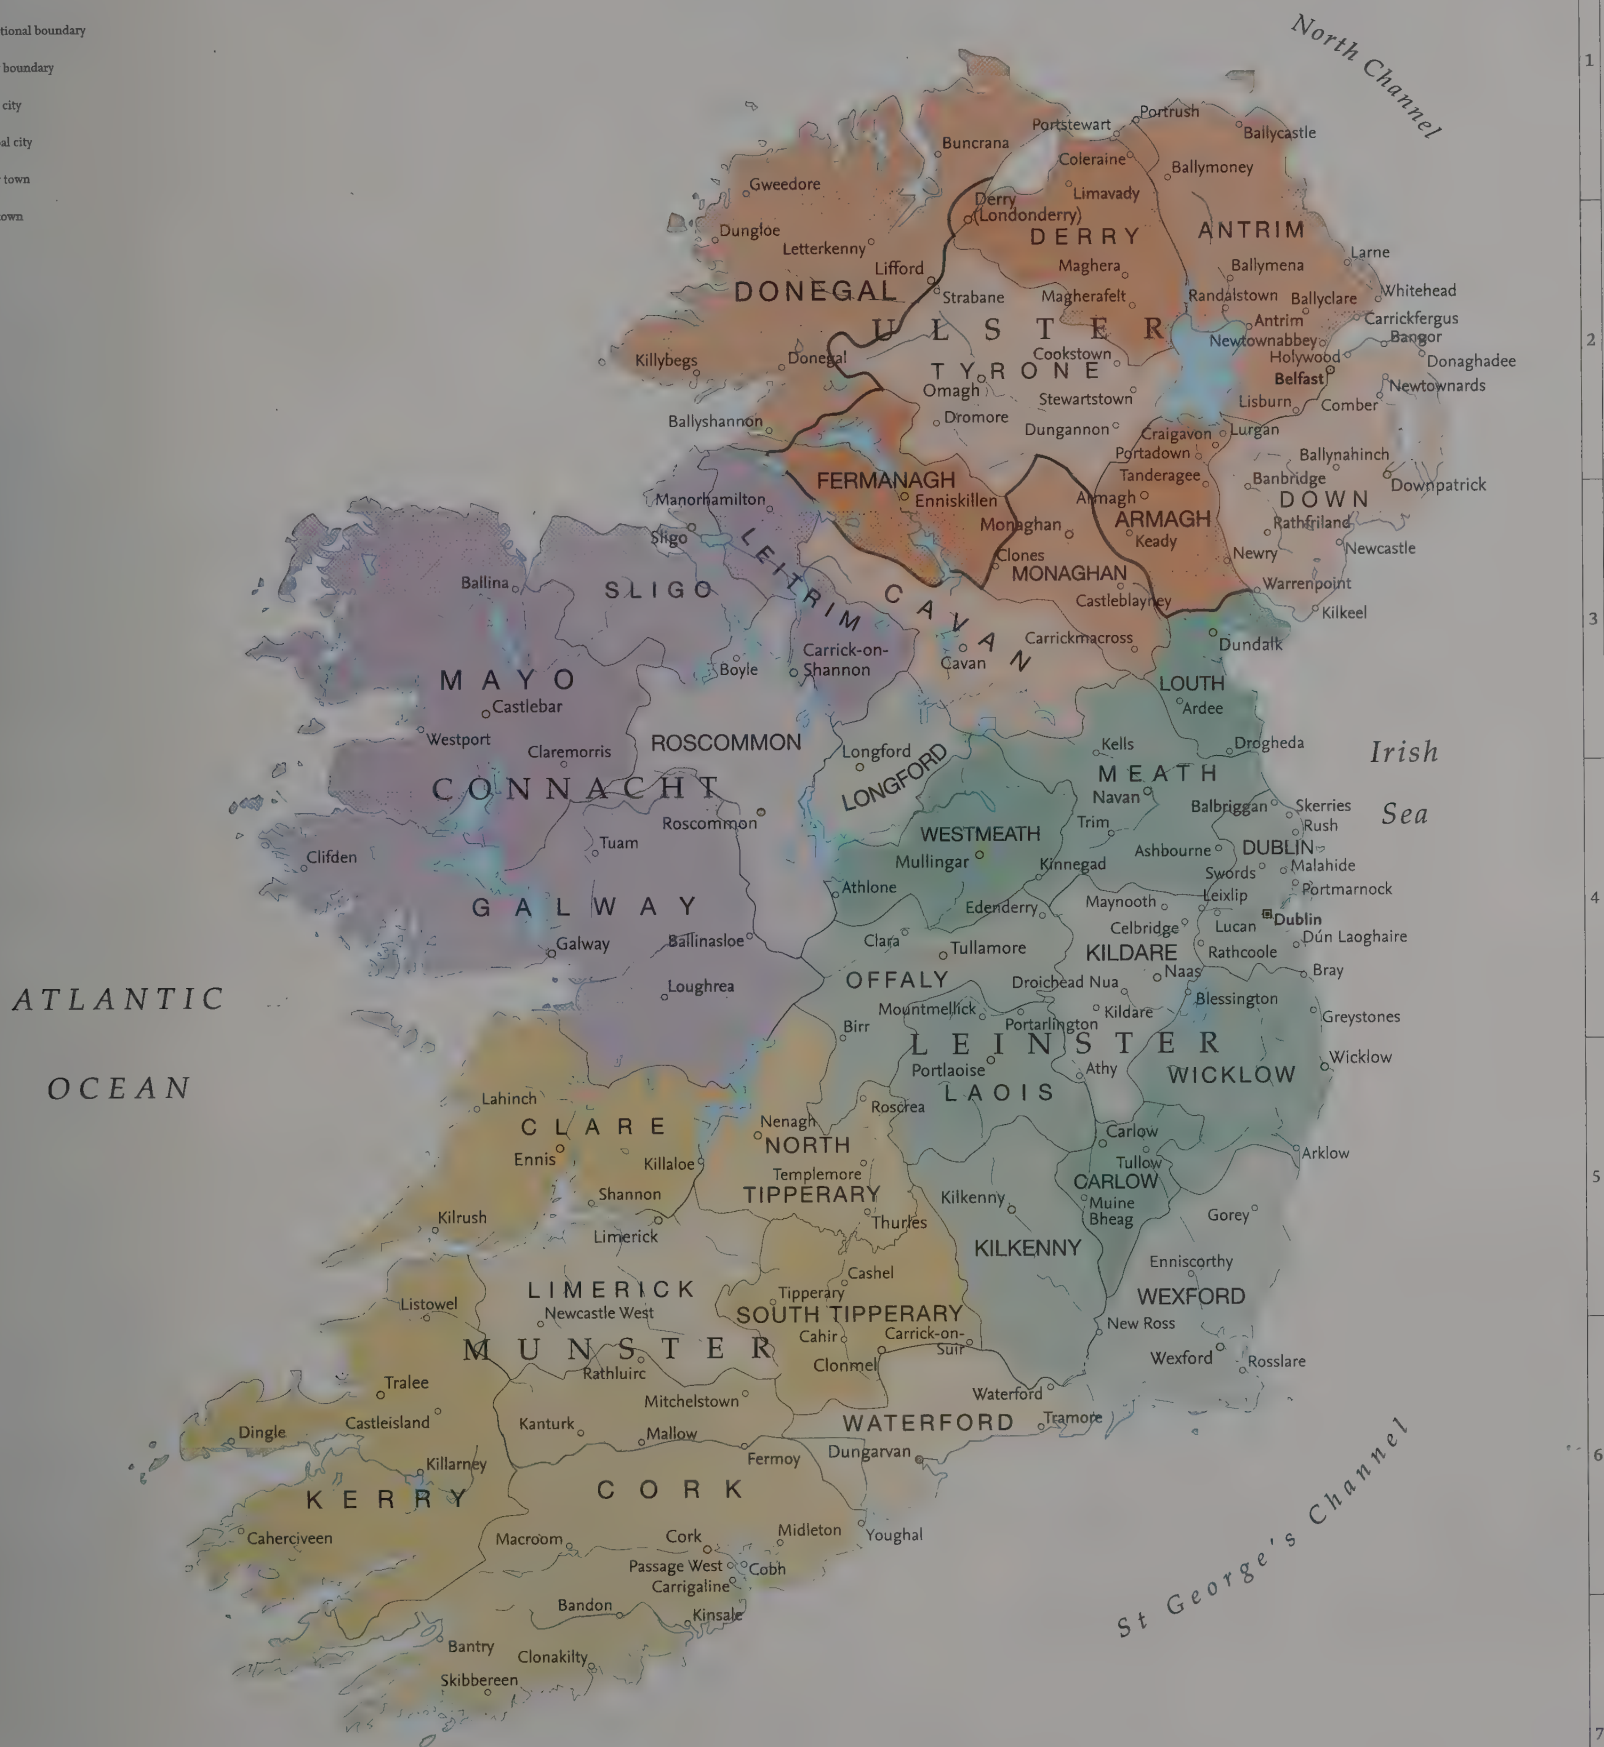 tional boundary
boundary
city
al city
town
own
North Channel
1
2
3
4
5
6
7
Portrush
Portstewart
Ballycastle
Buncrana
Coleraine
Ballymoney
Gweedore
Limavady
Derry
(Londonderry)
DERRY
ANTRIM
Dungloe
Letterkenny
Larne
Lifford
Maghera
Ballymena
DONEGAL
Strabane
Magherafelt
Randalstown
Ballyclare
Whitehead
ULSTER
Antrim
Carrickfergus
Newtownabbey
Bangor
Killybegs
Donegal
Cookstown
Holywood
Donaghadee
TYRONE
Belfast
Newtownards
Omagh
Stewartstown
Lisburn
Comber
Ballyshannon
Dromore
Dungannon
Craigavon
Lurgan
Portadown
Ballynahinch
FERMANAGH
Tanderagee
Banbridge
Downpatrick
Manorhamilton
Enniskillen
Armagh
DOWN
Monaghan
ARMAGH
Rathfriland
Sligo
Keady
Newcastle
LEITRIM
Clones
Newry
MONAGHAN
Ballina
SLIGO
CAVAN
Warrenpoint
Castleblayney
Kilkeel
Carrickmacross
Dundalk
Carrick-on-
Shannon
Boyle
Cavan
MAYO
LOUTH
Castlebar
Ardee
Westport
Claremorris
ROSCOMMON
Longford
LONGFORD
Kells
Drogheda
Irish
Sea
CONNACHT
MEATH
Navan
Balbriggan
Skerries
Roscommon
Trim
Rush
WESTMEATH
Tuam
Ashbourne
DUBLIN
Clifden
Mullingar
Kinnegad
Swords
Malahide
Athlone
Portmarnock
GALWAY
Edenderry
Maynooth
Leixlip
Dublin
Celbridge
Lucan
Galway
Ballinasloe
Clara
Tullamore
KILDARE
Rathcoole
Dún Laoghaire
Naas
Bray
Loughrea
OFFALY
Droichead Nua
ATLANTIC
OCEAN
Blessington
Mountmellick
Kildare
Greystones
Birr
Portarlington
LEINSTER
Wicklow
Portlaoise
Athy
WICKLOW
LAOIS
Lahinch
Roscrea
CLARE
Nenagh
NORTH
TIPPERARY
Carlow
Arklow
Ennis
Killaloe
Templemore
Tullow
CARLOW
Shannon
Kilkenny
Muine
Bheag
Kilrush
Thurles
Gorey
Limerick
KILKENNY
Enniscorthy
Cashel
LIMERICK
Tipperary
WEXFORD
Listowel
Newcastle West
SOUTH TIPPERARY
New Ross
Cahir
Carrick-on-
Suir
MUNSTER
Wexford
Rosslare
Rathluirc
Clonmel
Tralee
Mitchelstown
Waterford
Castleisland
Kanturk
WATERFORD
Tramore
Dingle
Mallow
Dungarvan
Fermoy
Killarney
KERRY
CORK
Caherciveen
Macroom
Cork
Midleton
Youghal
Passage West
Cobh
Carrigaline
Bandon
Kinsale
Bantry
Clonakilty
Skibbereen
St George's Channel